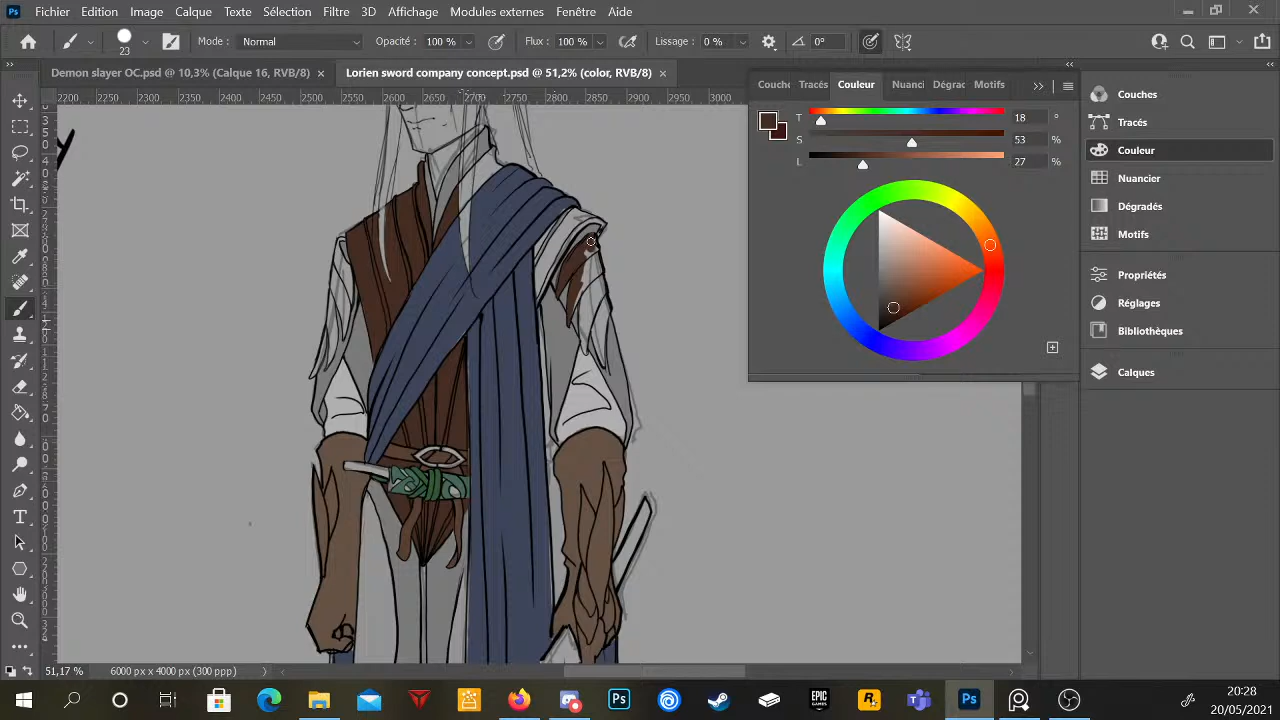 Fichier Edition Image Calque Texte Sélection Filtre 3D Affichage Modules externes Fenêtre Aide
23 Mode: Normal Opacité: 100 % Flux: 100 % Lissage: 0 % 0°
Demon slayer OC.psd @ 10,3% (Calque 16, RVB/8) × Lorien sword company concept.psd @ 51,2% (color, RVB/8) ×
Couche Tracés Couleur Nuanci Dégrac Motifs
2200 2250 2300 2350 2400 2450 2500 2550 2600 2650 2700 2750 2800 2850 2900 2950 3000
T 18 °
S 53 %
L 27 %
Couches
Tracés
Couleur
Nuancier
Dégradés
Motifs
Propriétés
Réglages
Bibliothèques
Calques
51,17 % 6000 px x 4000 px (300 ppp)
20:28
20/05/2021